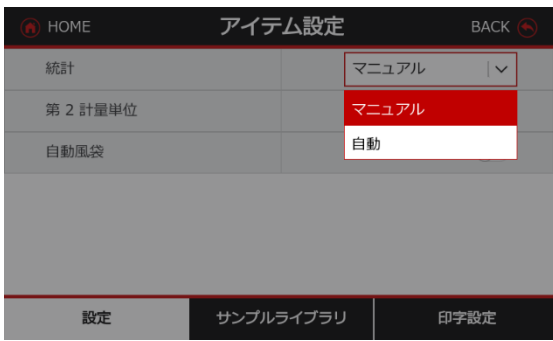 HOME
アイテム設定
BACK
統計
マニュアル
第 2 計量単位
マニュアル
自動風袋
自動
設定
サンプルライブラリ
印字設定